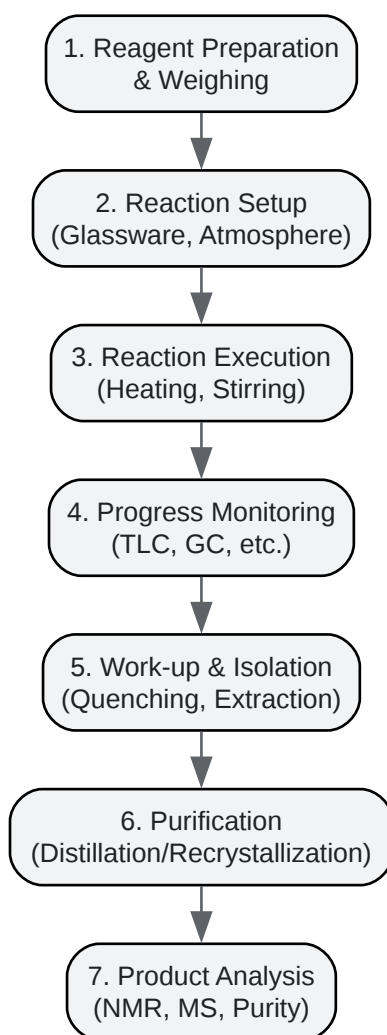 1. Reagent Preparation
& Weighing
2. Reaction Setup
(Glassware, Atmosphere)
3. Reaction Execution
(Heating, Stirring)
4. Progress Monitoring
(TLC, GC, etc.)
5. Work-up & Isolation
(Quenching, Extraction)
6. Purification
(Distillation/Recrystallization)
7. Product Analysis
(NMR, MS, Purity)